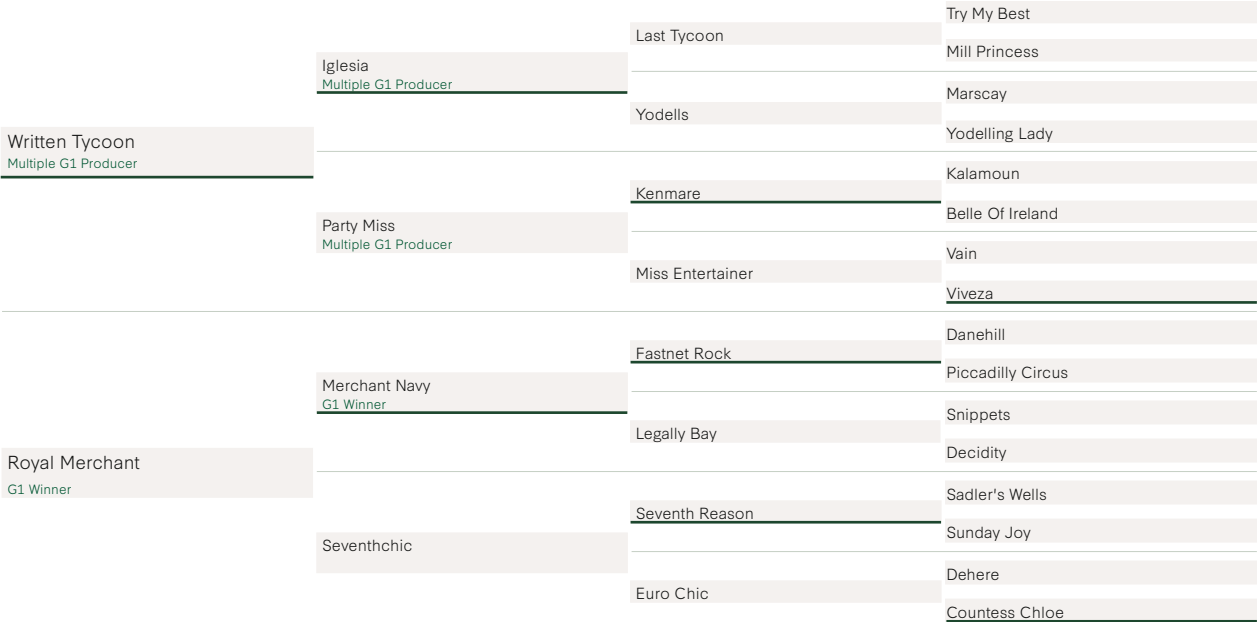 Written Tycoon
Multiple G1 Producer
Royal Merchant
G1 Winner
Iglesia
Multiple G1 Producer
Party Miss
Multiple G1 Producer
Merchant Navy
G1 Winner
Seventhchic
Last Tycoon
Yodells
Kenmare
Miss Entertainer
Fastnet Rock
Legally Bay
Seventh Reason
Euro Chic
Try My Best
Mill Princess
Marscay
Yodelling Lady
Kalamoun
Belle Of Ireland
Vain
Viveza
Danehill
Piccadilly Circus
Snippets
Decidity
Sadler's Wells
Sunday Joy
Dehere
Countess Chloe